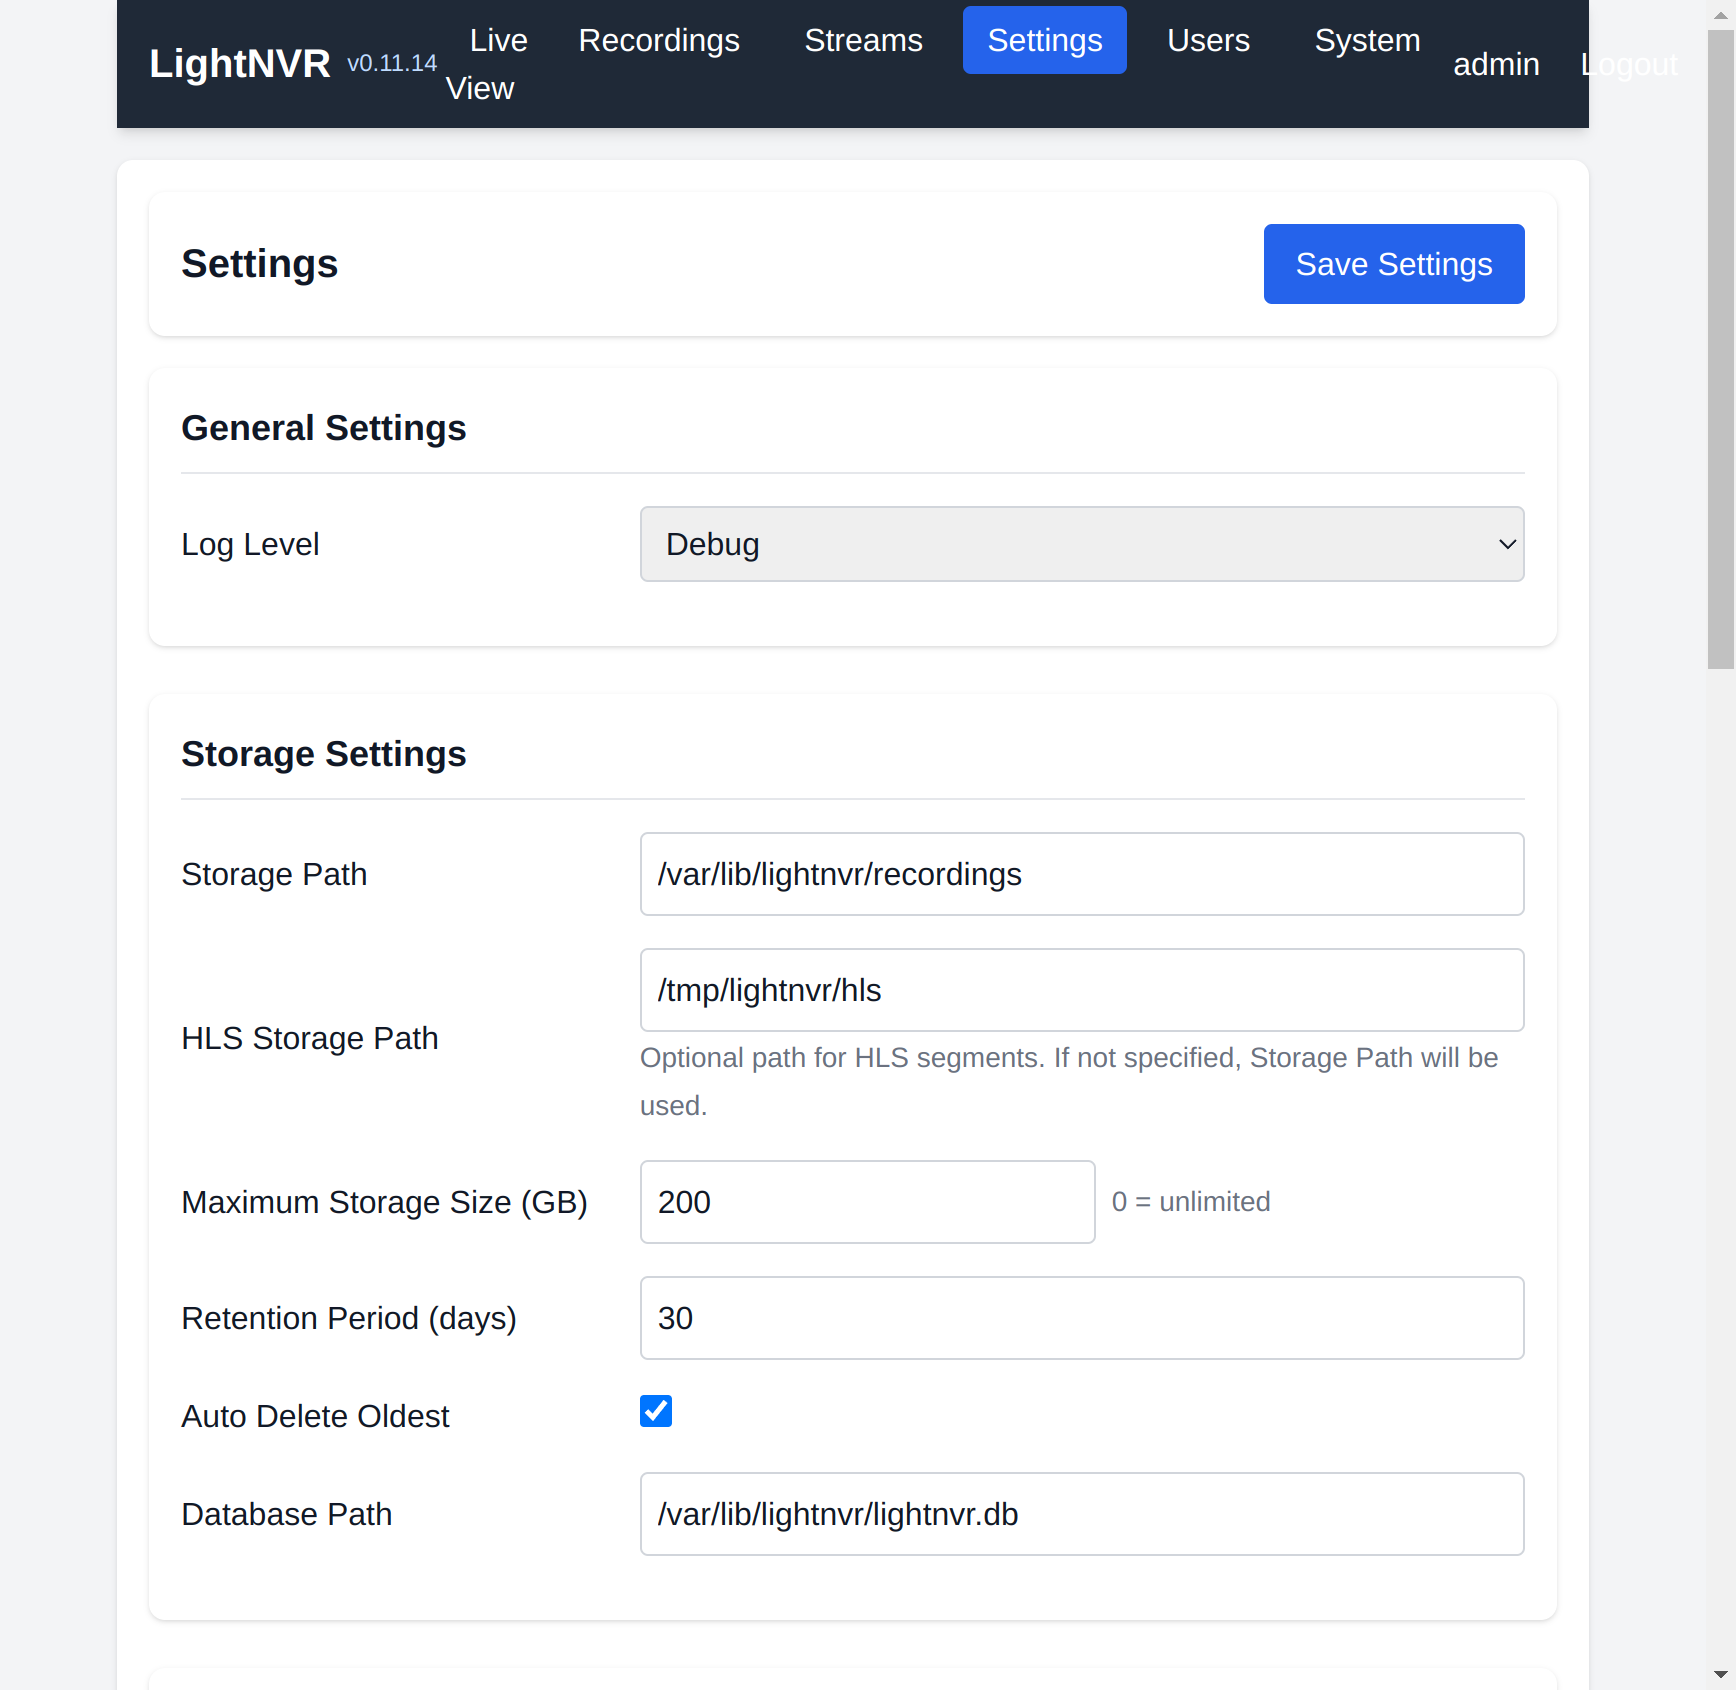 LightNVR v0.11.14 Live View Recordings Streams Settings Users System admin Logout
Settings
Save Settings
General Settings
Log Level
Debug
Storage Settings
Storage Path
/var/lib/lightnvr/recordings
HLS Storage Path
/tmp/lightnvr/hls
Optional path for HLS segments. If not specified, Storage Path will be
used.
Maximum Storage Size (GB)
200
0 = unlimited
Retention Period (days)
30
Auto Delete Oldest
Database Path
/var/lib/lightnvr/lightnvr.db